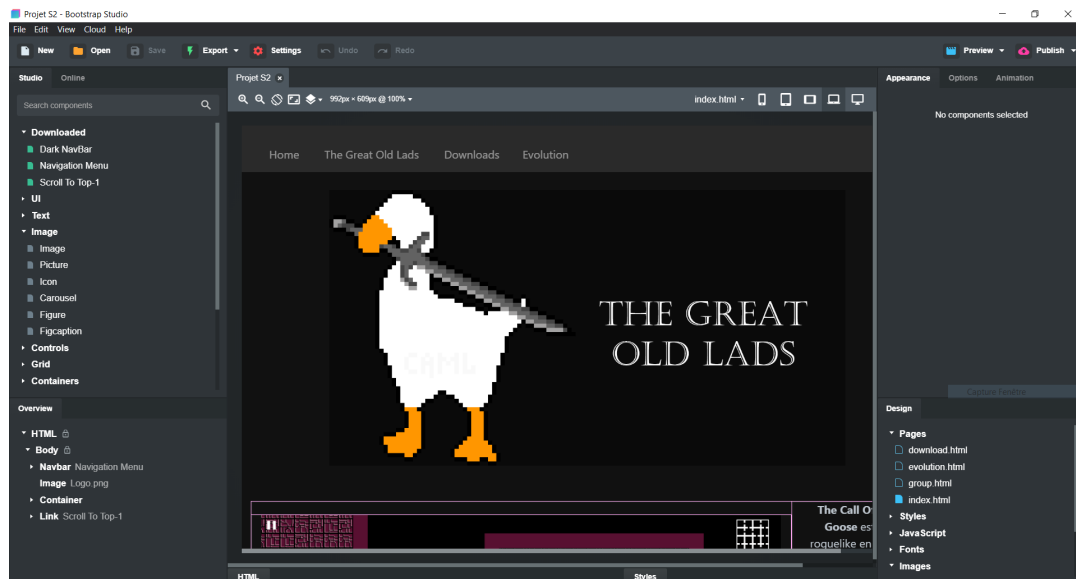 Projet S2 - Bootstrap Studio
File Edit View Cloud Help
New Open Save Export Settings Undo Redo Preview Publish
Studio Online
Projet S2
Appearance Options Animation
Search components
992px × 609px @ 100%
index.html
No components selected
Downloaded
Dark NavBar
Navigation Menu
Scroll To Top-1
UI
Text
Image
Image
Picture
Icon
Carousel
Figure
Figcaption
Controls
Grid
Containers
Home The Great Old Lads Downloads Evolution
CAML
THE GREAT
OLD LADS
Capture Fenêtre
Overview
HTML
Body
Navbar Navigation Menu
Image Logo.png
Container
Link Scroll To Top-1
The Call O
Goose es
roguelike en
Design
Pages
download.html
evolution.html
group.html
index.html
Styles
JavaScript
Fonts
Images
HTML
Styles